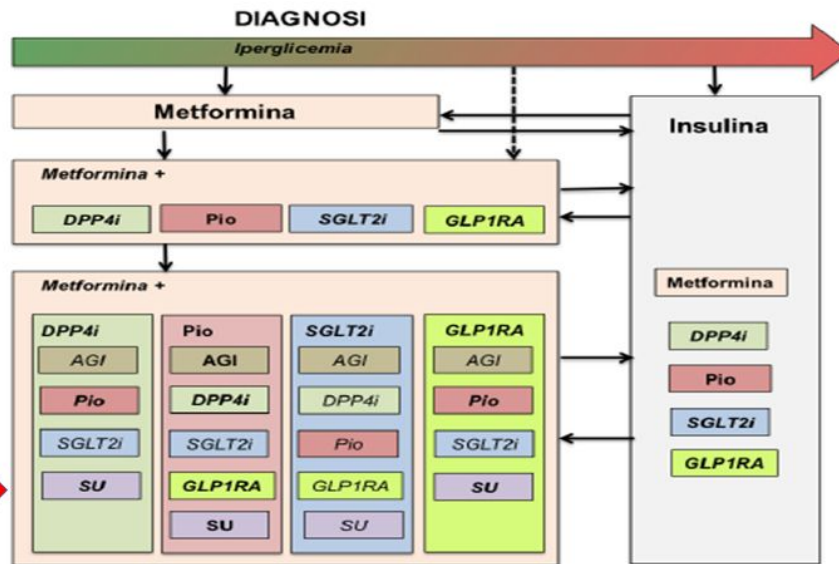 DIAGNOSI
Iperglicemia
Metformina
Insulina
Metformina +
DPP4i Pio SGLT2i GLP1RA
Metformina +
DPP4i
AGI
Pio
SGLT2i
SU
Pio
AGI
DPP4i
SGLT2i
GLP1RA
SU
SGLT2i
AGI
DPP4i
Pio
GLP1RA
SU
GLP1RA
AGI
Pio
SGLT2i
SU
Metformina
DPP4i
Pio
SGLT2i
GLP1RA